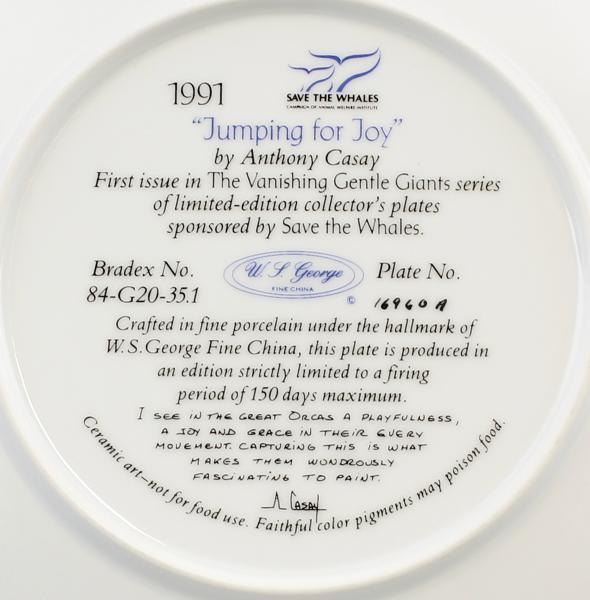 1991
SAVE THE WHALES
CAMPAIGN OF ANIMAL WELFARE INSTITUTE
"Jumping for Joy"
by Anthony Casay
First issue in The Vanishing Gentle Giants series
of limited-edition collector's plates
sponsored by Save the Whales.
Bradex No.
84-G20-35.1
W. S. George
FINE CHINA
©
Plate No.
16960 A
Crafted in fine porcelain under the hallmark of
W.S.George Fine China, this plate is produced in
an edition strictly limited to a firing
period of 150 days maximum.
I SEE IN THE GREAT ORCAS A PLAYFULNESS,
A JOY AND GRACE IN THEIR EVERY
MOVEMENT. CAPTURING THIS IS WHAT
MAKES THEM WONDROUSLY
FASCINATING TO PAINT.
A CASAY
Ceramic art—not for food use. Faithful color pigments may poison food.